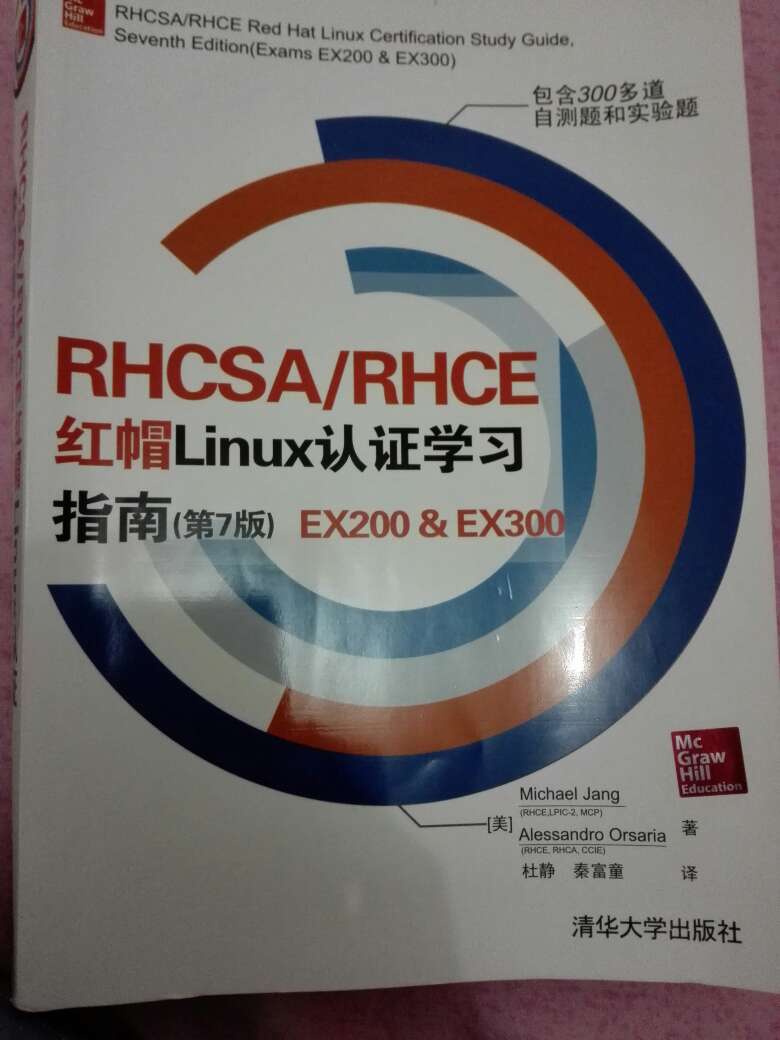 Mc
Graw
Hill
Education
RHCSA/RHCE Red Hat Linux Certification Study Guide,
Seventh Edition(Exams EX200 & EX300)
包含300多道
自测题和实验题
RHCSA/RHCE
红帽Linux认证学习
指南(第7版) EX200 & EX300
Mc
Graw
Hill
Education
Michael Jang
(RHCE,LPIC-2, MCP)
[美]
Alessandro Orsaria 著
(RHCE, RHCA, CCIE)
杜静 秦富童 译
清华大学出版社